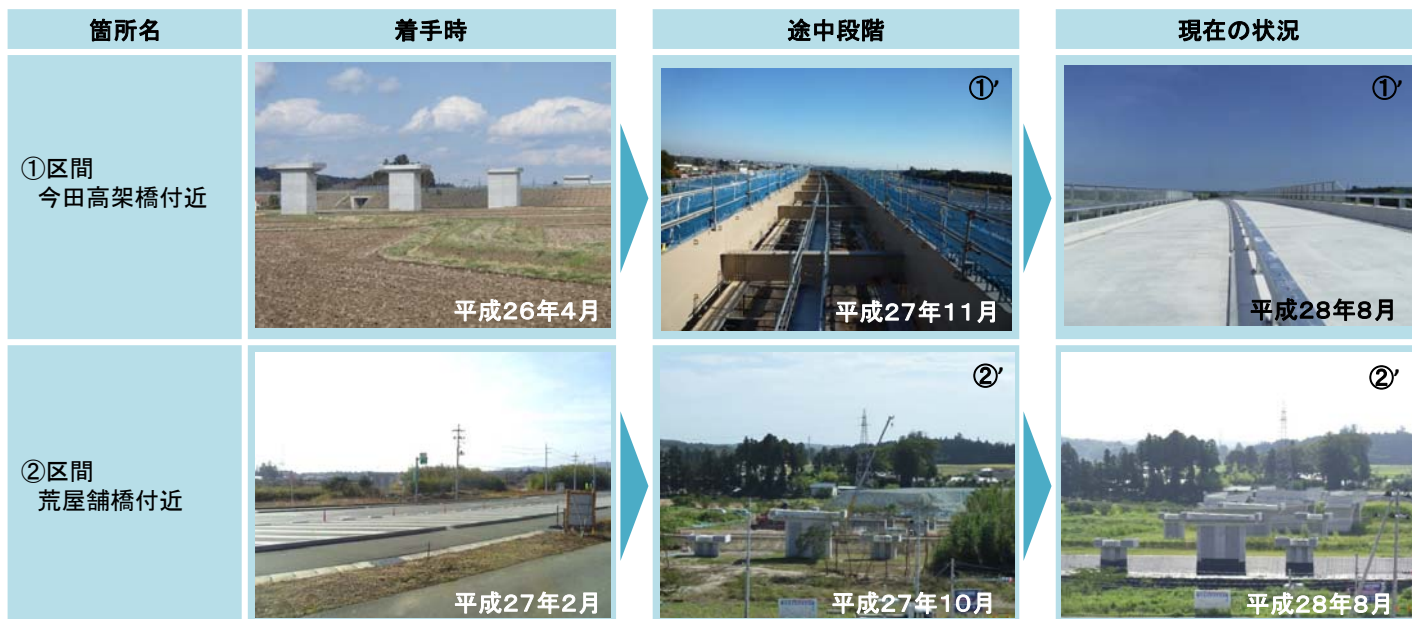 箇所名
着手時
途中段階
現在の状況
①区間
今田高架橋付近
平成26年4月
①’
平成27年11月
①’
平成28年8月
②区間
荒屋舗橋付近
平成27年2月
②’
平成27年10月
②’
平成28年8月